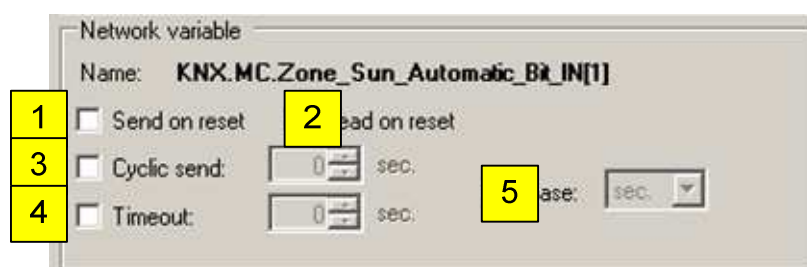 Network variable
Name: KNX.MC.Zone_Sun_Automatic_Bit_IN[1]
1 Send on reset 2 ead on reset
3 Cyclic send: 0 sec.
5 ase: sec.
4 Timeout: 0 sec.